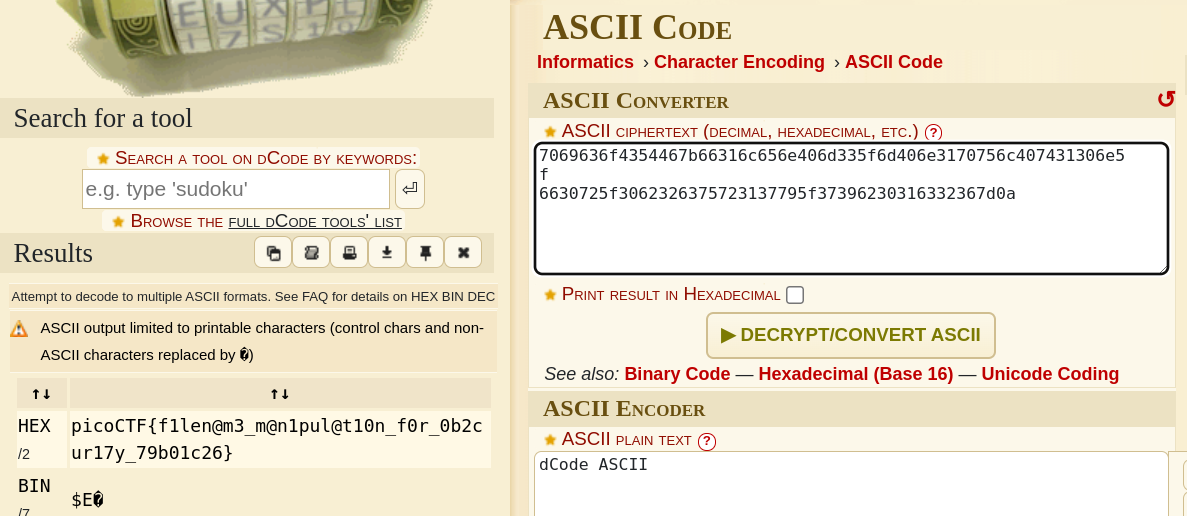 Search for a tool
Search a tool on dCode by keywords:
e.g. type 'sudoku'
Browse the full dCode tools' list
Results
Attempt to decode to multiple ASCII formats. See FAQ for details on HEX BIN DEC
ASCII output limited to printable characters (control chars and non-
ASCII characters replaced by �)
↑↓ ↑↓
HEX /2 picoCTF{f1len@m3_m@n1pul@t10n_f0r_0b2c
ur17y_79b01c26}
BIN /7 $E�
ASCII Code
Informatics › Character Encoding › ASCII Code
ASCII Converter
ASCII ciphertext (decimal, hexadecimal, etc.) ?
7069636f4354467b66316c656e406d335f6d406e3170756c407431306e5
f
6630725f3062326375723137795f37396230316332367d0a
Print result in Hexadecimal
▶ DECRYPT/CONVERT ASCII
See also: Binary Code — Hexadecimal (Base 16) — Unicode Coding
ASCII Encoder
ASCII plain text ?
dCode ASCII